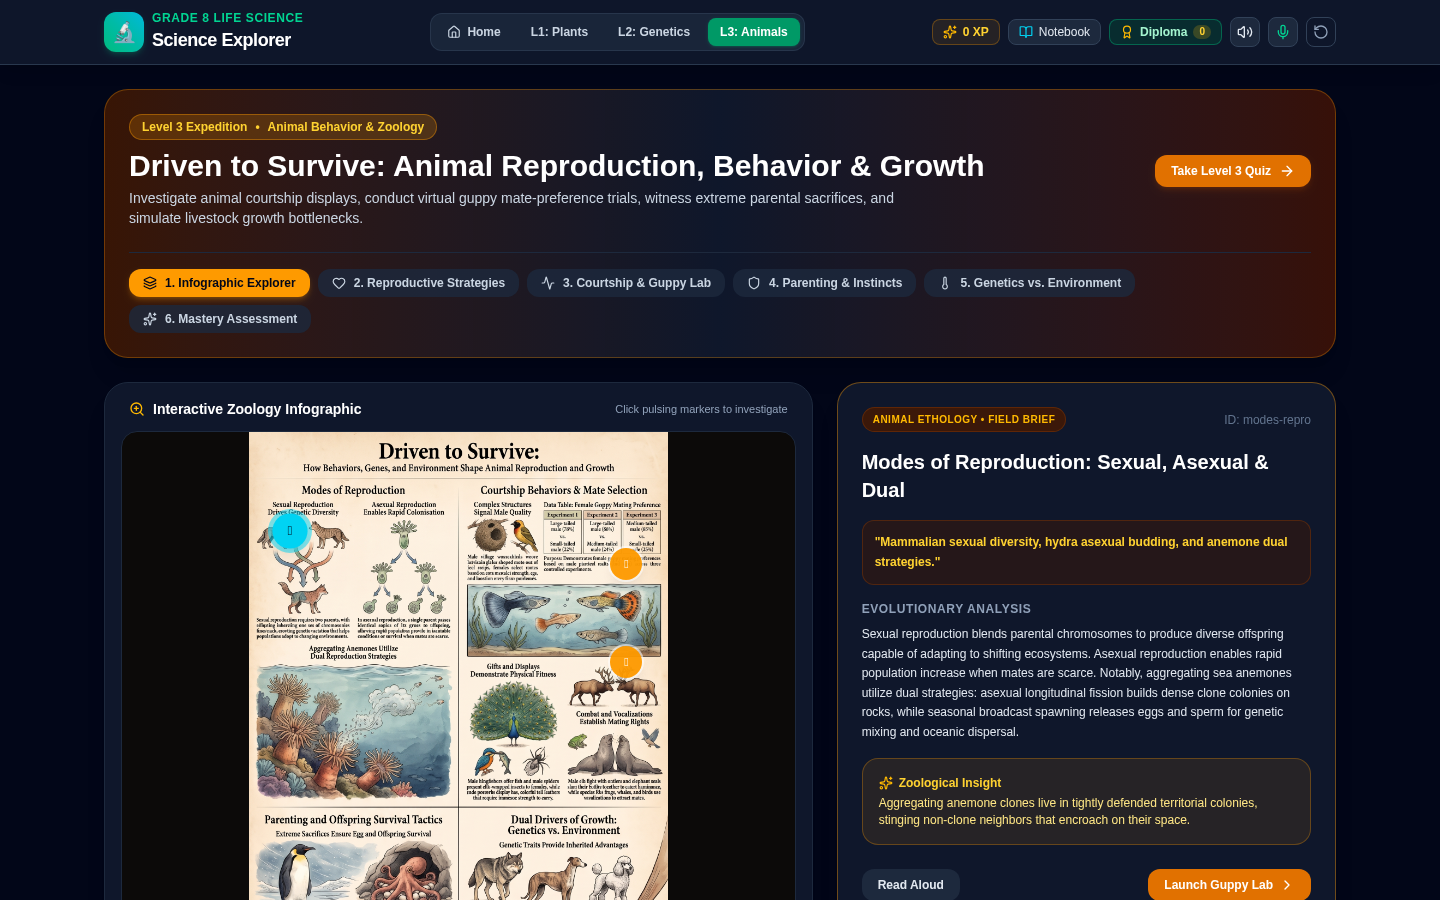 GRADE 8 LIFE SCIENCE
Science Explorer
Home
L1: Plants
L2: Genetics
L3: Animals
0 XP
Notebook
Diploma 0
Level 3 Expedition • Animal Behavior & Zoology
Driven to Survive: Animal Reproduction, Behavior & Growth
Investigate animal courtship displays, conduct virtual guppy mate-preference trials, witness extreme parental sacrifices, and
simulate livestock growth bottlenecks.
Take Level 3 Quiz
1. Infographic Explorer
2. Reproductive Strategies
3. Courtship & Guppy Lab
4. Parenting & Instincts
5. Genetics vs. Environment
6. Mastery Assessment
Interactive Zoology Infographic
Click pulsing markers to investigate
Driven to Survive:
How Behaviors, Genes, and Environment Shape Animal Reproduction and Growth
Modes of Reproduction
Sexual Reproduction
Drives Genetic Diversity
Asexual Reproduction
Enables Rapid Colonisation
Aggregating Anemones Utilize
Dual Reproduction Strategies
Courtship Behaviors & Mate Selection
Complex Structures
Signal Male Quality
Data Table: Female Guppy Mating Preference
Experiment 1 Experiment 2 Experiment 3
Gifts and Displays
Demonstrate Physical Fitness
Combat and Vocalizations
Establish Mating Rights
Parenting and Offspring Survival Tactics
Extreme Sacrifices Ensure Egg and Offspring Survival
Dual Drivers of Growth:
Genetics vs. Environment
Genetic Traits Provide Inherited Advantages
ANIMAL ETHOLOGY • FIELD BRIEF
ID: modes-repro
Modes of Reproduction: Sexual, Asexual &
Dual
"Mammalian sexual diversity, hydra asexual budding, and anemone dual
strategies."
EVOLUTIONARY ANALYSIS
Sexual reproduction blends parental chromosomes to produce diverse offspring
capable of adapting to shifting ecosystems. Asexual reproduction enables rapid
population increase when mates are scarce. Notably, aggregating sea anemones
utilize dual strategies: asexual longitudinal fission builds dense clone colonies on
rocks, while seasonal broadcast spawning releases eggs and sperm for genetic
mixing and oceanic dispersal.
Zoological Insight
Aggregating anemone clones live in tightly defended territorial colonies,
stinging non-clone neighbors that encroach on their space.
Read Aloud
Launch Guppy Lab